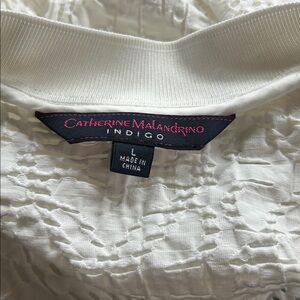 CATHERINE MALANDRINO
INDIGO
L
MADE IN
CHINA